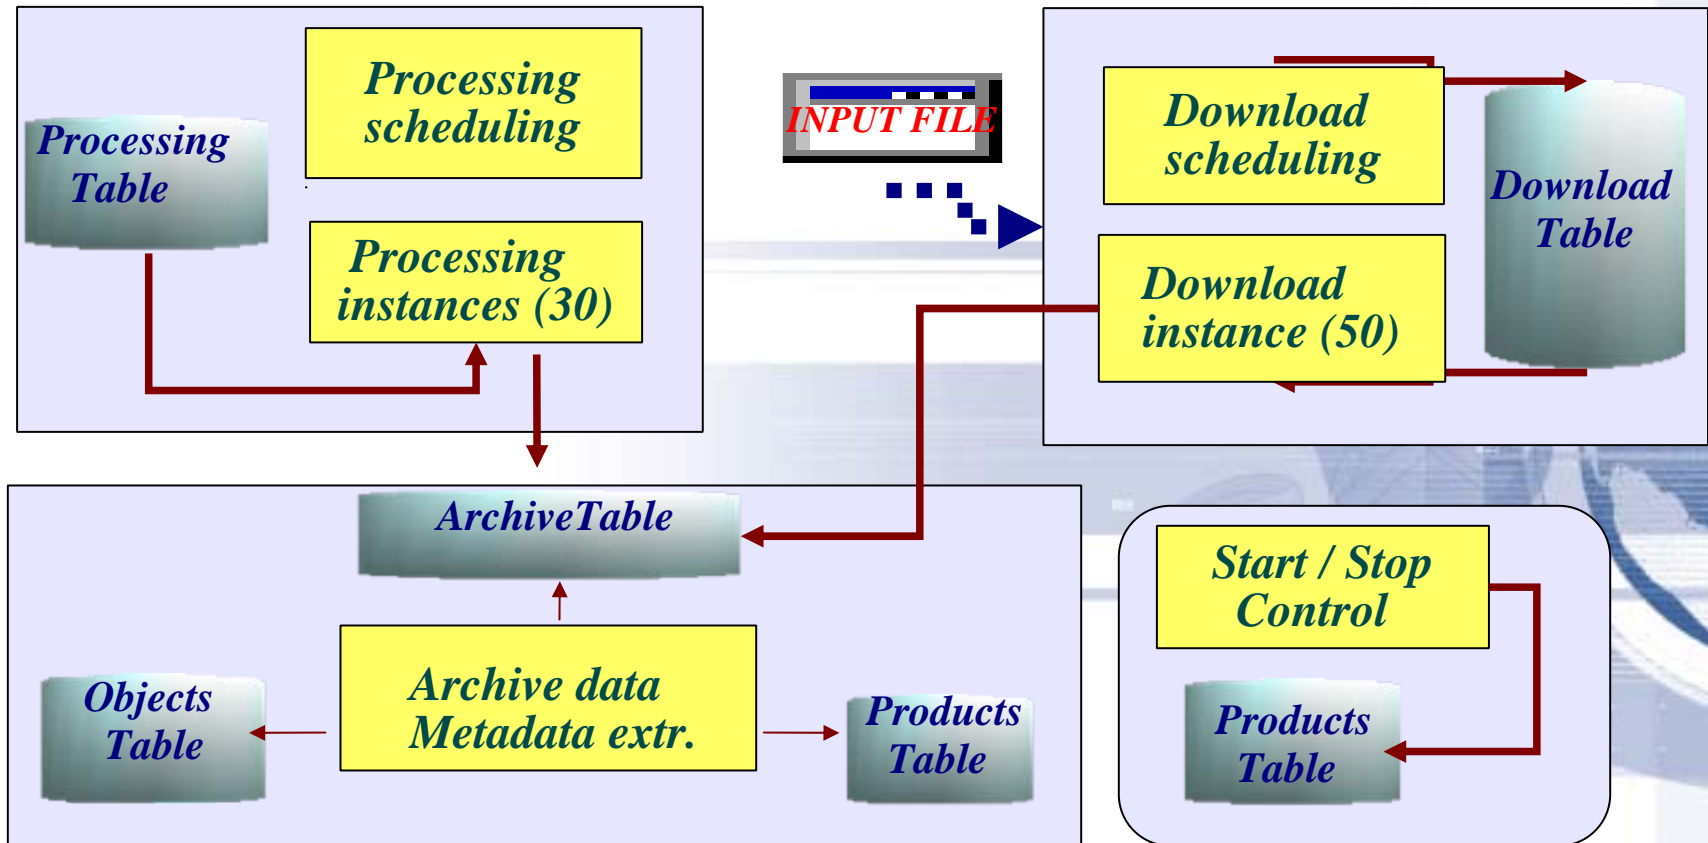 Processing
scheduling
Processing
Table
Processing
instances (30)
INPUT FILE
Download
scheduling
Download
Table
Download
instance (50)
ArchiveTable
Archive data
Metadata extr.
Objects
Table
Products
Table
Start / Stop
Control
Products
Table